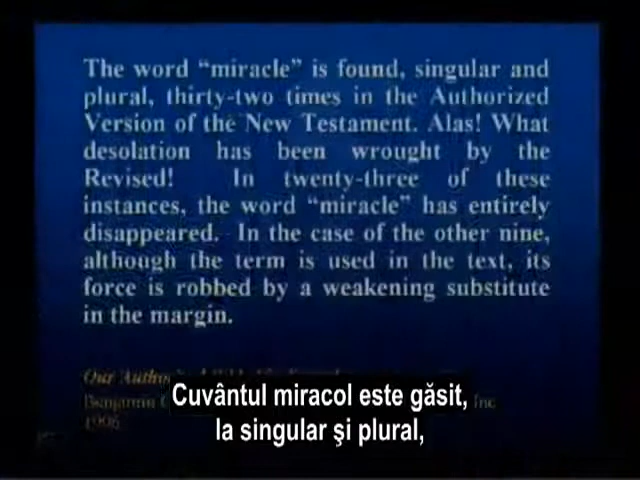 The word “miracle” is found, singular and
plural, thirty-two times in the Authorized
Version of the New Testament. Alas! What
desolation has been wrought by the
Revised! In twenty-three of these
instances, the word “miracle” has entirely
disappeared. In the case of the other nine,
although the term is used in the text, its
force is robbed by a weakening substitute
in the margin.
Our
Benjamin
Inc
1996
Cuvântul miracol este găsit,
la singular şi plural,